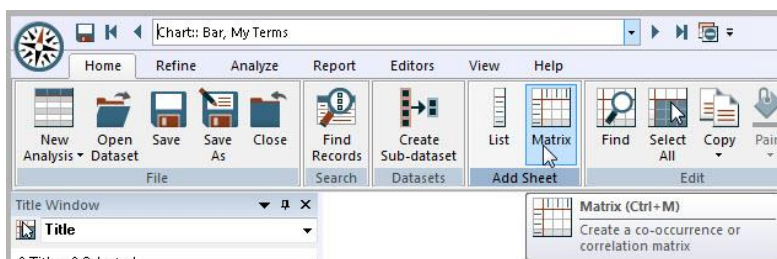 Chart:: Bar, My Terms
Home Refine Analyze Report Editors View Help
New Analysis
Open Dataset
Save
Save As
Close
Find Records
Create Sub-dataset
List
Matrix
Find
Select All
Copy
File Search Datasets Add Sheet Edit
Title Window
Title
Matrix (Ctrl+M)
Create a co-occurrence or
correlation matrix